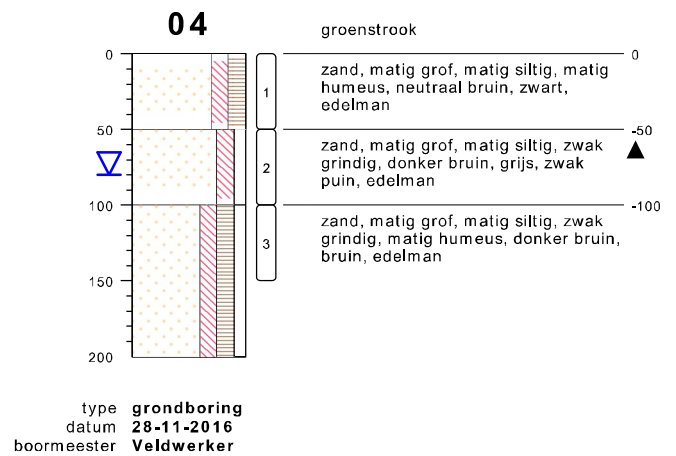 04
groenstrook
0
0
zand, matig grof, matig siltig, matig
humeus, neutraal bruin, zwart,
edelman
1
50
-50
zand, matig grof, matig siltig, zwak
grindig, donker bruin, grijs, zwak
puin, edelman
2
100
-100
zand, matig grof, matig siltig, zwak
grindig, matig humeus, donker bruin,
bruin, edelman
3
150
200
type grondboring
datum 28-11-2016
boormeester Veldwerker